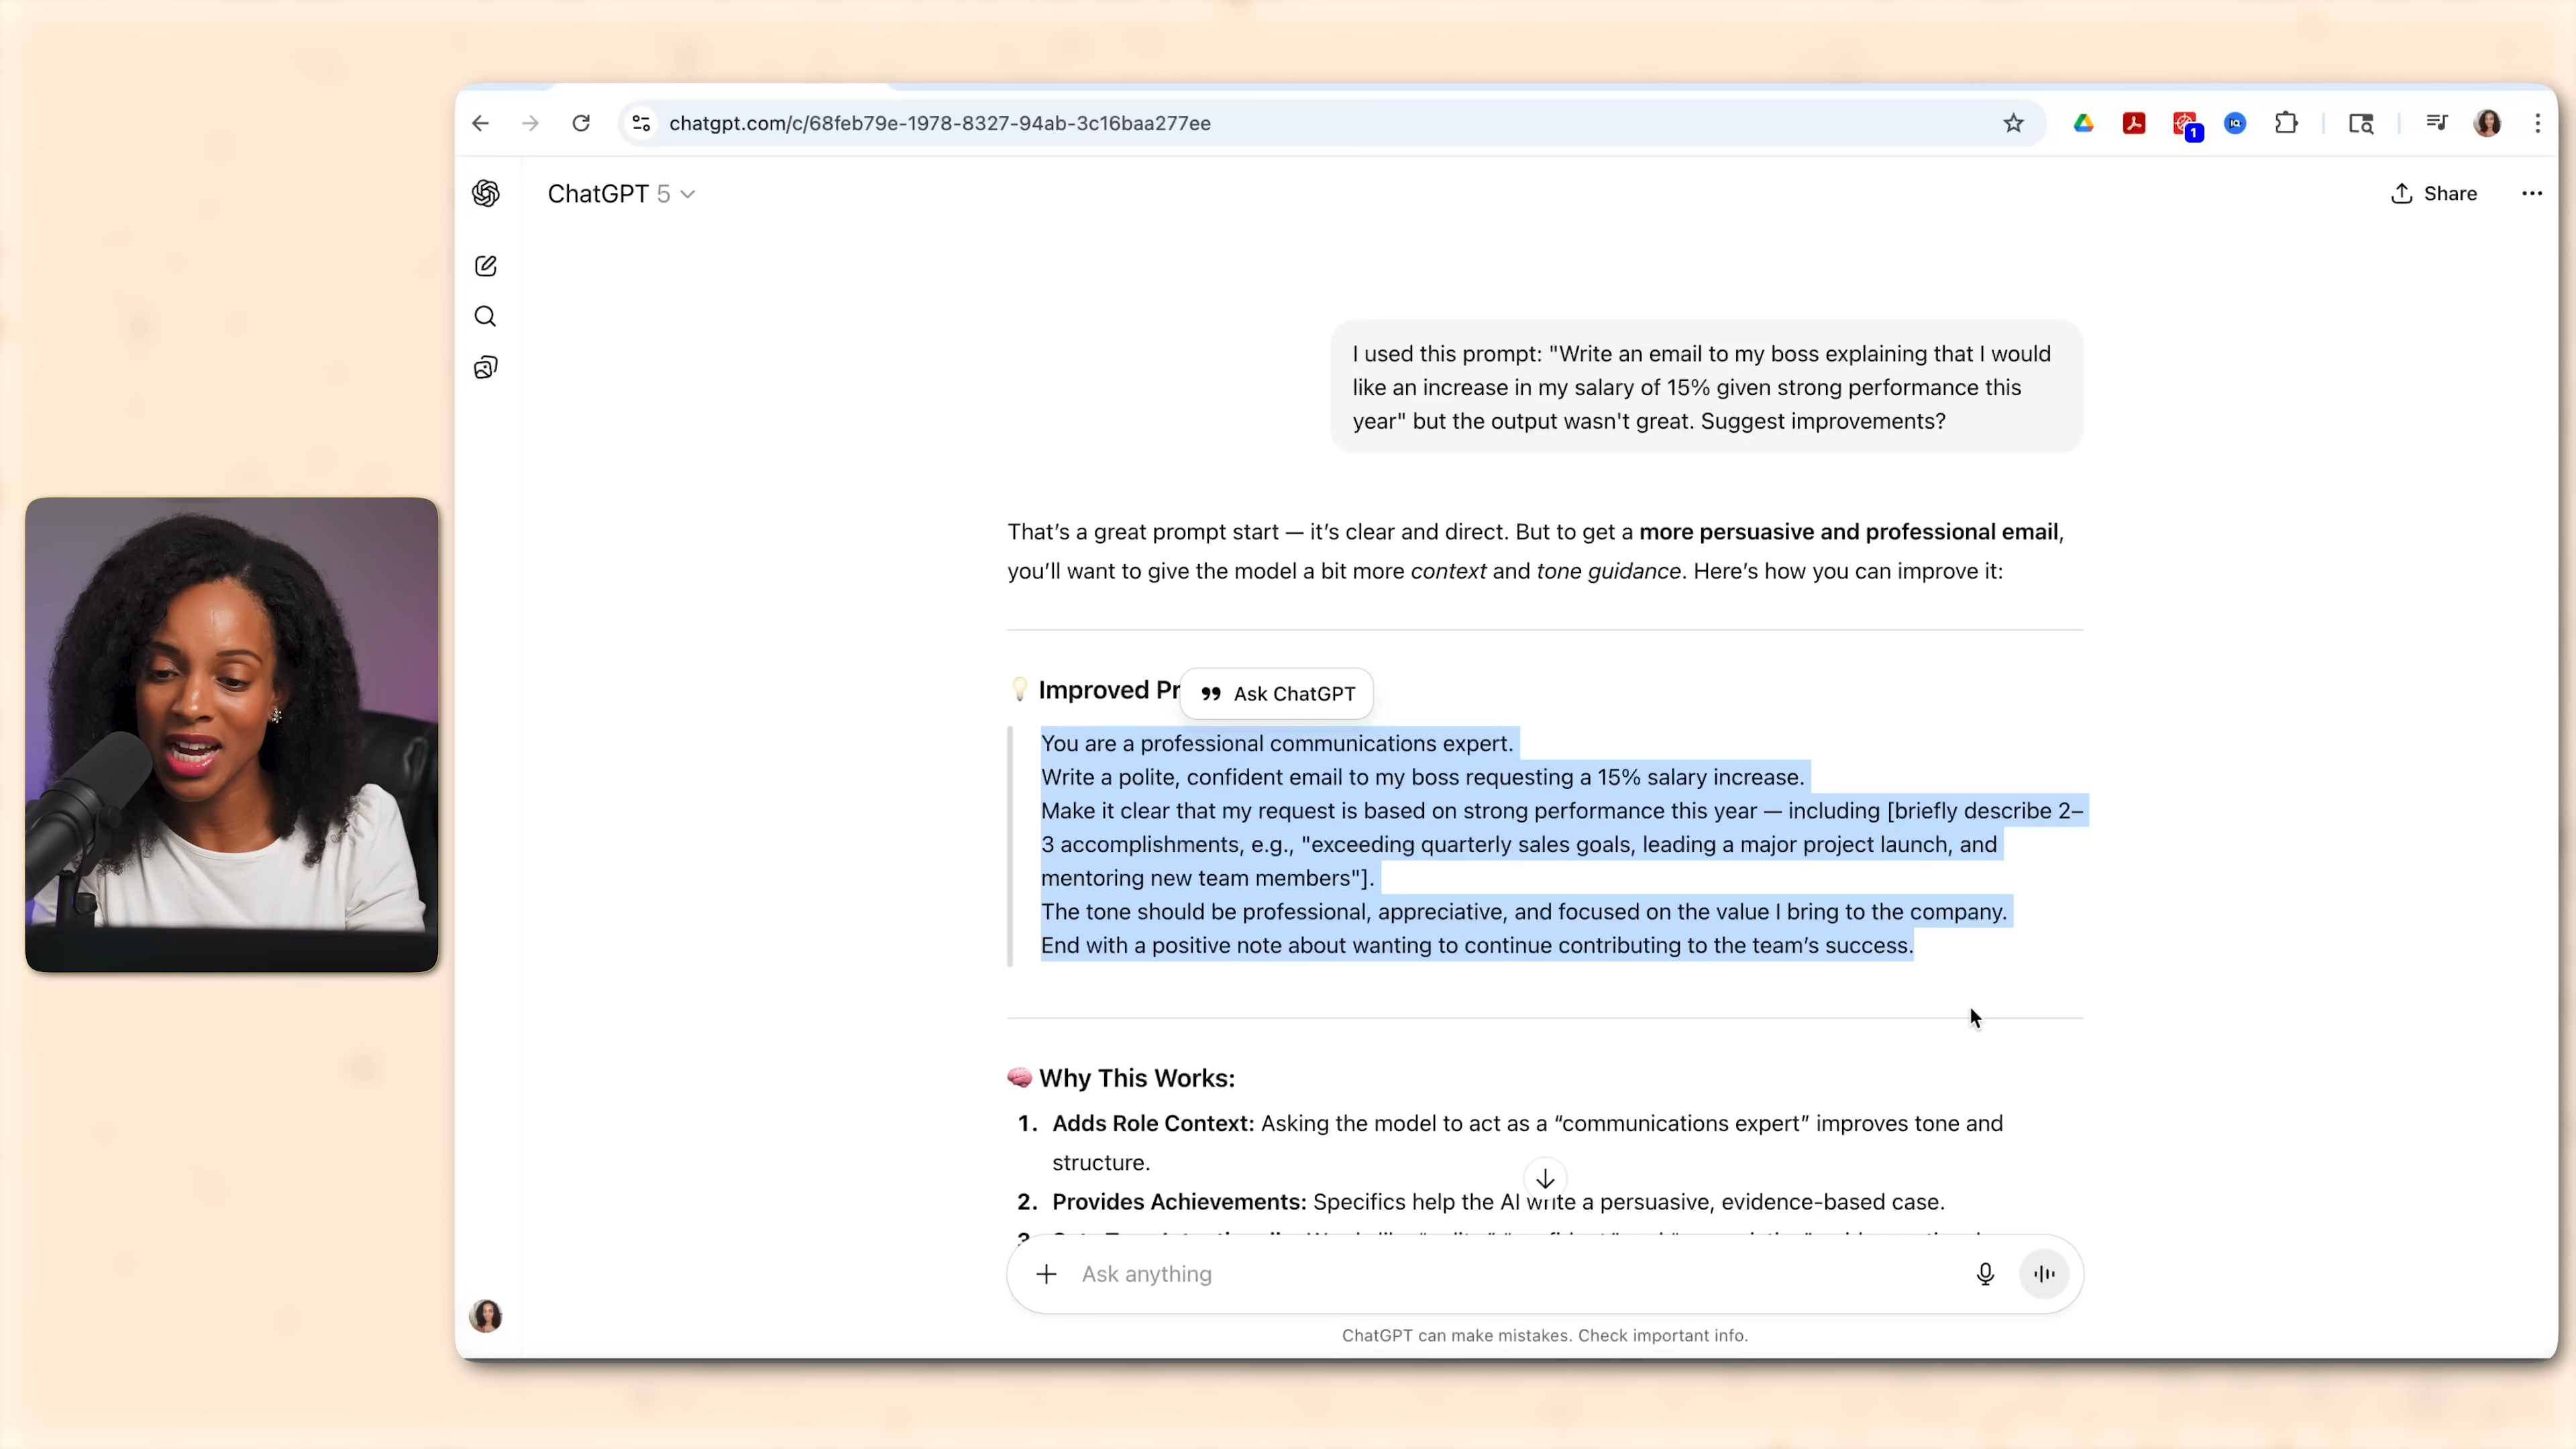 chatgpt.com/c/68feb79e-1978-8327-94ab-3c16baa277ee
1
ChatGPT 5
Share
I used this prompt: "Write an email to my boss explaining that I would
like an increase in my salary of 15% given strong performance this
year" but the output wasn't great. Suggest improvements?
That’s a great prompt start — it’s clear and direct. But to get a more persuasive and professional email,
you’ll want to give the model a bit more context and tone guidance. Here’s how you can improve it:
💡 Improved Pr
Ask ChatGPT
You are a professional communications expert.
Write a polite, confident email to my boss requesting a 15% salary increase.
Make it clear that my request is based on strong performance this year — including [briefly describe 2–
3 accomplishments, e.g., "exceeding quarterly sales goals, leading a major project launch, and
mentoring new team members"].
The tone should be professional, appreciative, and focused on the value I bring to the company.
End with a positive note about wanting to continue contributing to the team’s success.
🧠 Why This Works:
1. Adds Role Context: Asking the model to act as a “communications expert” improves tone and
structure.
2. Provides Achievements: Specifics help the AI write a persuasive, evidence-based case.
Ask anything
ChatGPT can make mistakes. Check important info.